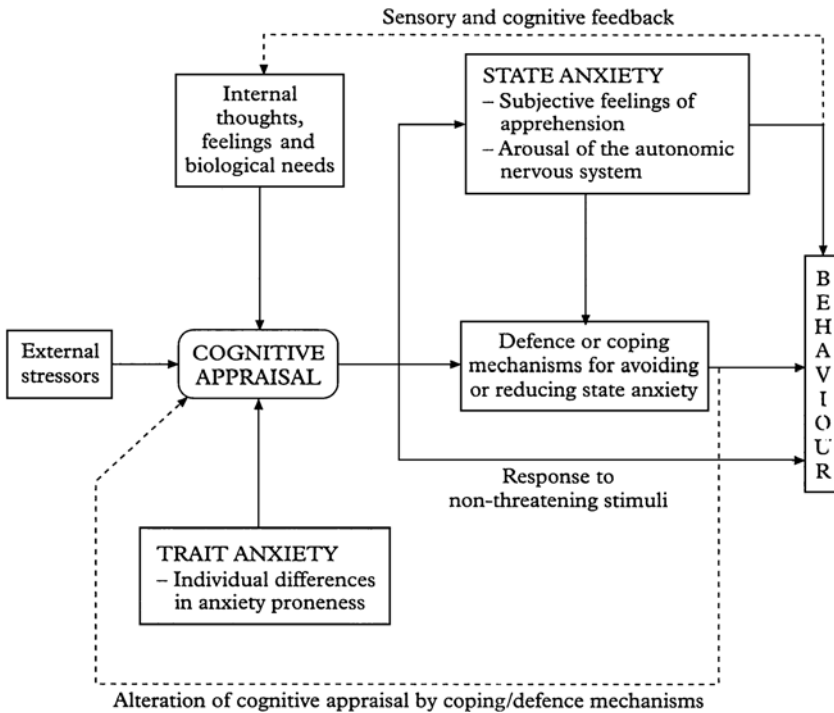 Sensory and cognitive feedback
Internal
thoughts,
feelings and
biological needs
STATE ANXIETY
– Subjective feelings of
apprehension
– Arousal of the autonomic
nervous system
External
stressors
COGNITIVE
APPRAISAL
Defence or coping
mechanisms for avoiding
or reducing state anxiety
BEHAVIOUR
Response to
non-threatening stimuli
TRAIT ANXIETY
– Individual differences
in anxiety proneness
Alteration of cognitive appraisal by coping/defence mechanisms